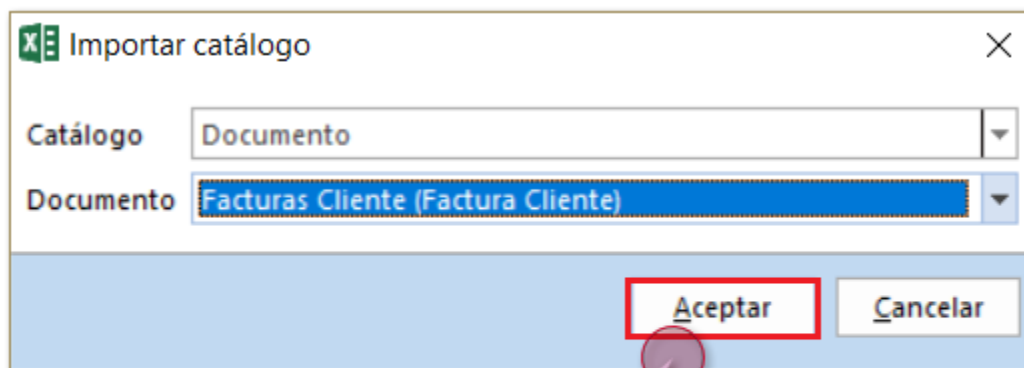 Importar catálogo
Catálogo Documento
Documento Facturas Cliente (Factura Cliente)
Aceptar Cancelar